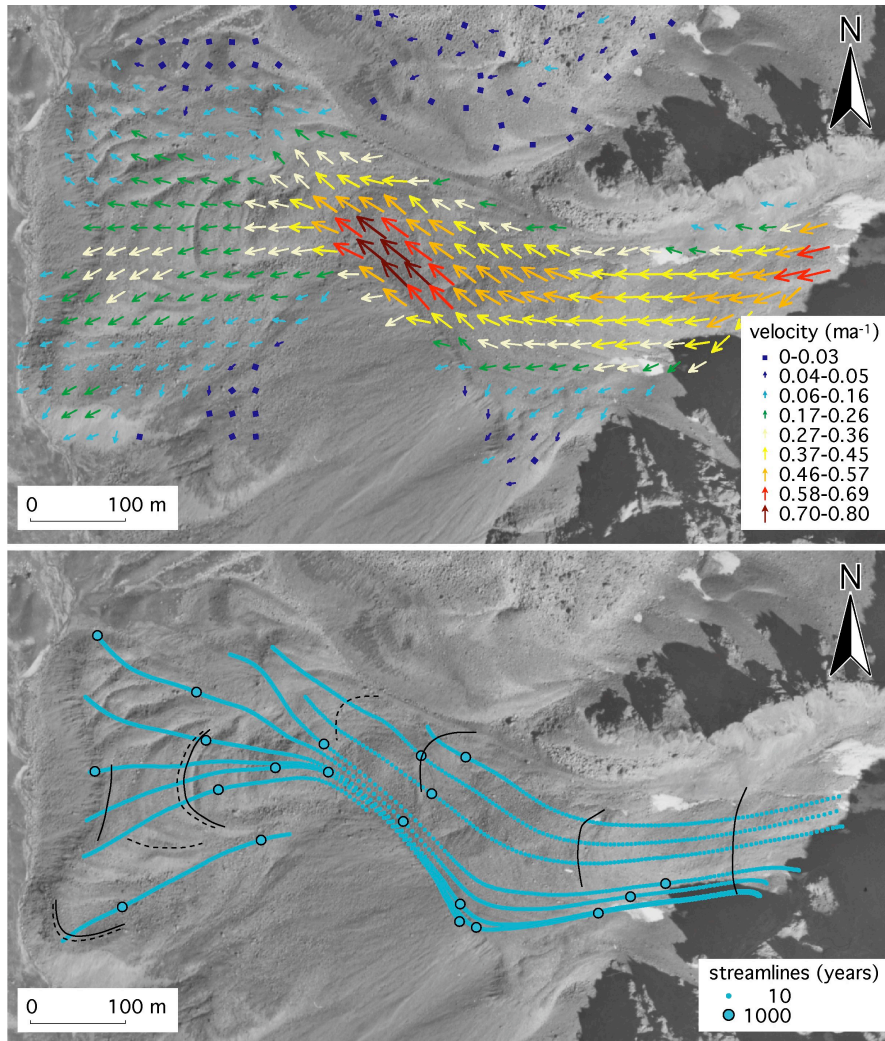 N
velocity (ma⁻¹)
0-0.03
0.04-0.05
0.06-0.16
0.17-0.26
0.27-0.36
0.37-0.45
0.46-0.57
0.58-0.69
0.70-0.80
0 100 m
N
streamlines (years)
10
1000
0 100 m